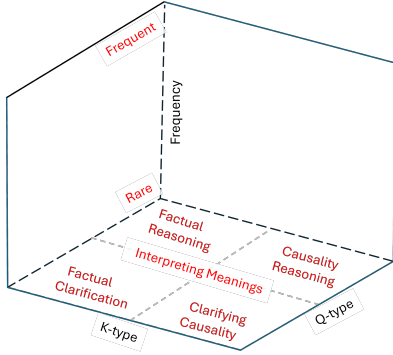 Frequent
Frequency
Rare
Factual
Reasoning
Causality
Reasoning
Interpreting Meanings
Factual
Clarification
Clarifying
Causality
K-type
Q-type